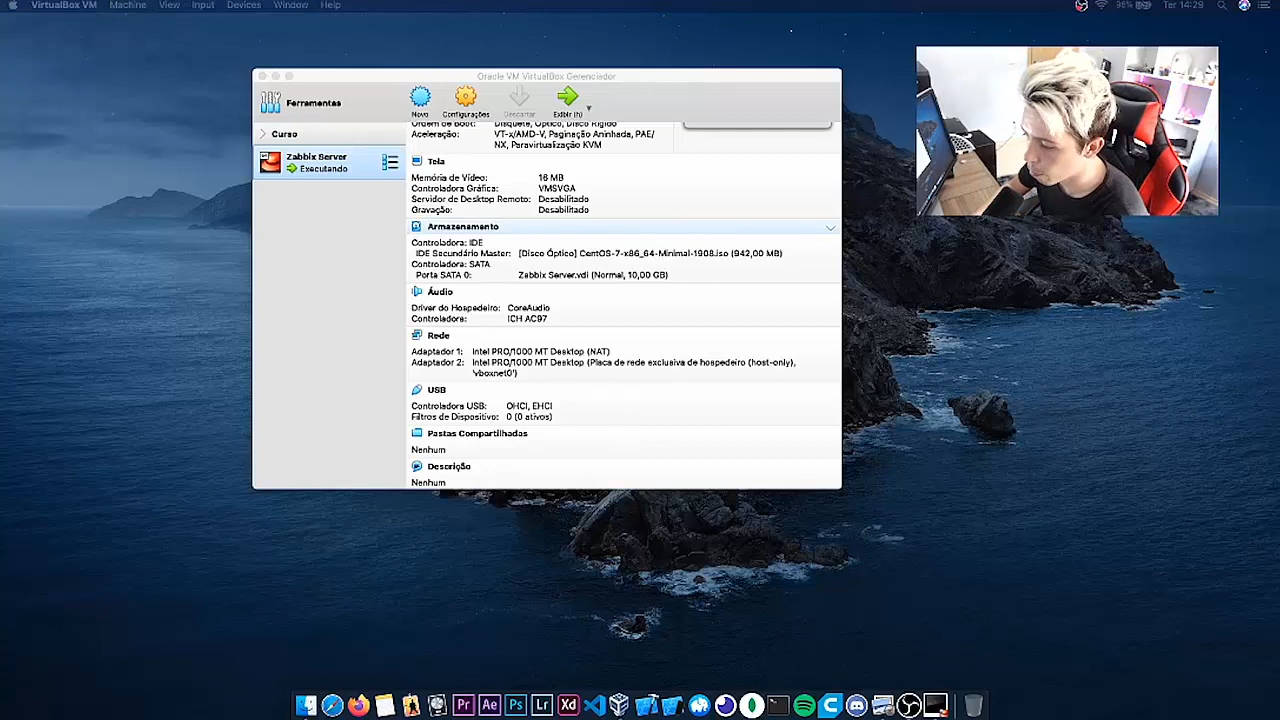 VirtualBox VM Machine View Input Devices Window Help 96% Ter 14:29
Oracle VM VirtualBox Gerenciador
Ferramentas
Novo Configurações Descartar Exibir (h)
Curso
Zabbix Server
Executando
Ordem de Boot: Disquete, Óptico, Disco Rígido
Aceleração: VT-x/AMD-V, Paginação Aninhada, PAE/
NX, Paravirtualização KVM
Tela
Memória de Vídeo: 16 MB
Controladora Gráfica: VMSVGA
Servidor de Desktop Remoto: Desabilitado
Gravação: Desabilitado
Armazenamento
Controladora: IDE
IDE Secundário Master: [Disco Óptico] CentOS-7-x86_64-Minimal-1908.iso (942,00 MB)
Controladora: SATA
Porta SATA 0: Zabbix Server.vdi (Normal, 10,00 GB)
Áudio
Driver do Hospedeiro: CoreAudio
Controladora: ICH AC97
Rede
Adaptador 1: Intel PRO/1000 MT Desktop (NAT)
Adaptador 2: Intel PRO/1000 MT Desktop (Placa de rede exclusiva de hospedeiro (host-only),
'vboxnet0')
USB
Controladora USB: OHCI, EHCI
Filtros de Dispositivo: 0 (0 ativos)
Pastas Compartilhadas
Nenhum
Descrição
Nenhum
Pr Ae Ps Lr Xd